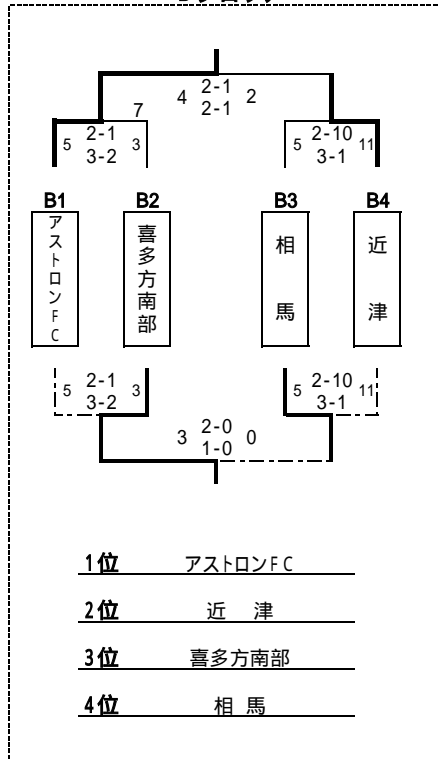 4 2-1 2
2-1
7
5 2-1 3
3-2
5 2-10 11
3-1
B1
B2
B3
B4
アストロンFC
喜多方南部
相馬
近津
5 2-1 3
3-2
5 2-10 11
3-1
3 2-0 0
1-0
1位 アストロンFC
2位 近 津
3位 喜多方南部
4位 相 馬